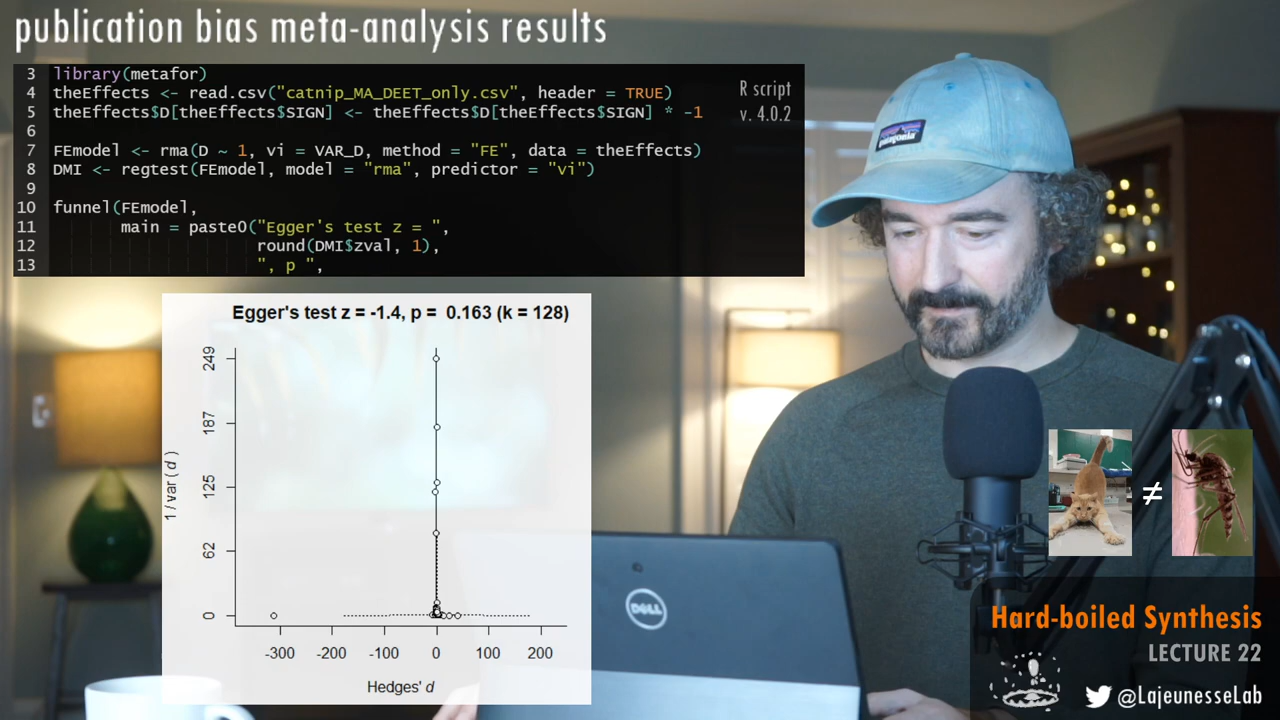 publication bias meta-analysis results
3 library(metafor)
4 theEffects <- read.csv("catnip_MA_DEET_only.csv", header = TRUE)
5 theEffects$D[theEffects$SIGN] <- theEffects$D[theEffects$SIGN] * -1
6
7 FEmodel <- rma(D ~ 1, vi = VAR_D, method = "FE", data = theEffects)
8 DMI <- regtest(FEmodel, model = "rma", predictor = "vi")
9
10 funnel(FEmodel,
11 main = paste0("Egger's test z = ",
12 round(DMI$zval, 1),
13 ", p ",
R script
v. 4.0.2
patagonia
Egger's test z = -1.4, p = 0.163 (k = 128)
249
187
125
62
0
1 / var ( d )
-300 -200 -100 0 100 200
Hedges' d
DELL
≠
Hard-boiled Synthesis
LECTURE 22
@LajeunesseLab